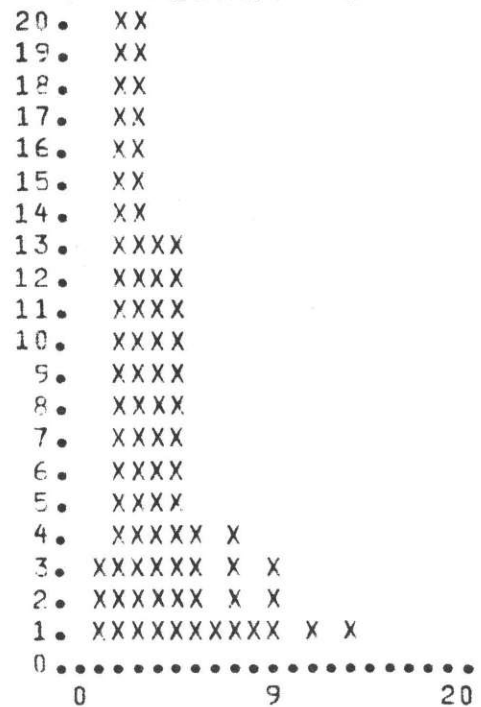 20.   XX
19.   XX
18.   XX
17.   XX
16.   XX
15.   XX
14.   XX
13.   XXXX
12.   XXXX
11.   XXXX
10.   XXXX
 9.   XXXX
 8.   XXXX
 7.   XXXX
 6.   XXXX
 5.   XXXX
 4.   XXXXX X
 3.  XXXXXX X X
 2.  XXXXXX X X
 1.  XXXXXXXXXX X X
 0......................
  0         9         20